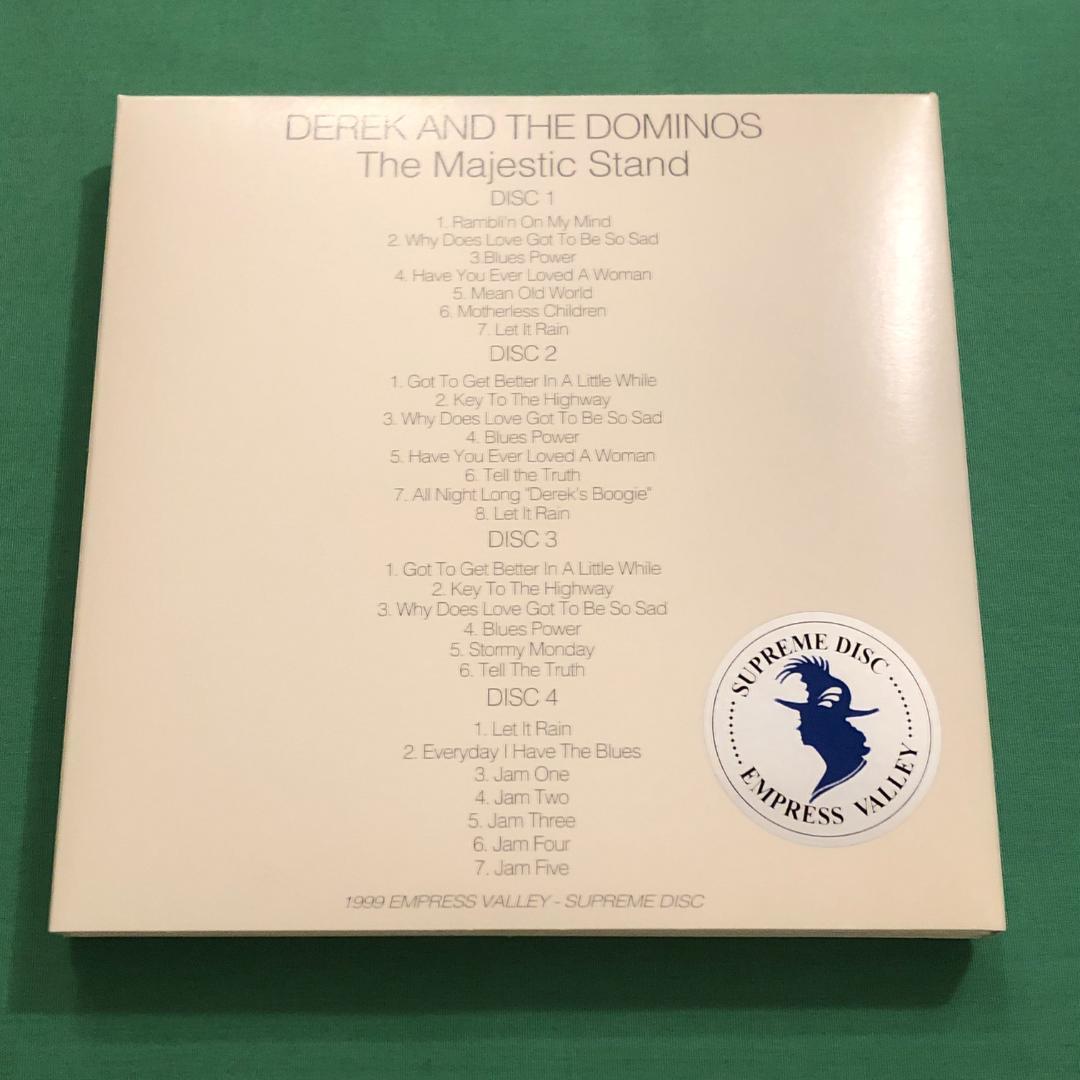 DEREK AND THE DOMINOS
The Majestic Stand
DISC 1
1. Rambli'n On My Mind
2. Why Does Love Got To Be So Sad
3.Blues Power
4. Have You Ever Loved A Woman
5. Mean Old World
6. Motherless Children
7. Let It Rain
DISC 2
1. Got To Get Better In A Little While
2. Key To The Highway
3. Why Does Love Got To Be So Sad
4. Blues Power
5. Have You Ever Loved A Woman
6. Tell the Truth
7. All Night Long "Derek's Boogie"
8. Let It Rain
DISC 3
1. Got To Get Better In A Little While
2. Key To The Highway
3. Why Does Love Got To Be So Sad
4. Blues Power
5. Stormy Monday
6. Tell The Truth
DISC 4
1. Let It Rain
2. Everyday I Have The Blues
3. Jam One
4. Jam Two
5. Jam Three
6. Jam Four
7. Jam Five
1999 EMPRESS VALLEY - SUPREME DISC
SUPREME DISC
EMPRESS VALLEY